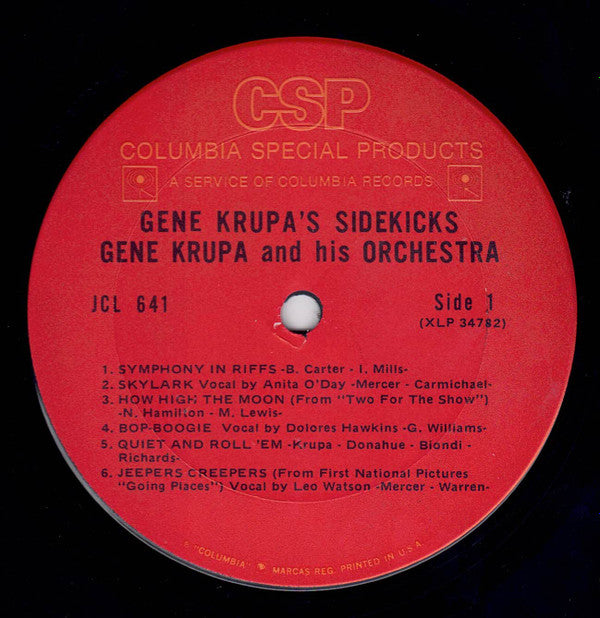 CSP
COLUMBIA SPECIAL PRODUCTS
A SERVICE OF COLUMBIA RECORDS
GENE KRUPA'S SIDEKICKS
GENE KRUPA and his ORCHESTRA
JCL 641
Side 1
(XLP 34782)
1. SYMPHONY IN RIFFS -B. Carter - I. Mills-
2. SKYLARK Vocal by Anita O'Day -Mercer - Carmichael-
3. HOW HIGH THE MOON (From "Two For The Show")
-N. Hamilton - M. Lewis-
4. BOP-BOOGIE Vocal by Dolores Hawkins -G. Williams-
5. QUIET AND ROLL 'EM -Krupa - Donahue - Biondi -
Richards-
6. JEEPERS CREEPERS (From First National Pictures
"Going Places") Vocal by Leo Watson -Mercer - Warren-
"COLUMBIA" MARCAS REG. PRINTED IN U.S.A.